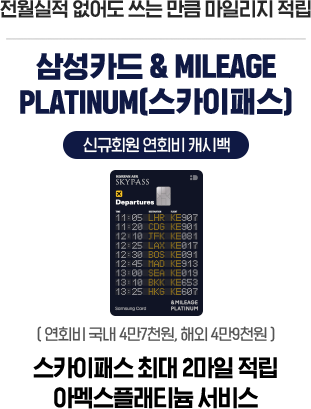 전월실적 없어도 쓰는 만큼 마일리지 적립
삼성카드 & MILEAGE
PLATINUM(스카이패스)
신규회원 연회비 캐시백
KOREAN AIR
SKYPASS
Departures
TIME DESTINATION FLIGHT
11:05 LHR KE907
11:20 CDG KE901
12:10 JFK KE081
12:25 LAX KE017
12:30 BOS KE091
12:45 MAD KE913
13:00 SEA KE019
13:10 BKK KE653
13:25 HKG KE607
Samsung Card
& MILEAGE
PLATINUM
( 연회비 국내 4만7천원, 해외 4만9천원 )
스카이패스 최대 2마일 적립
아멕스플래티늄 서비스